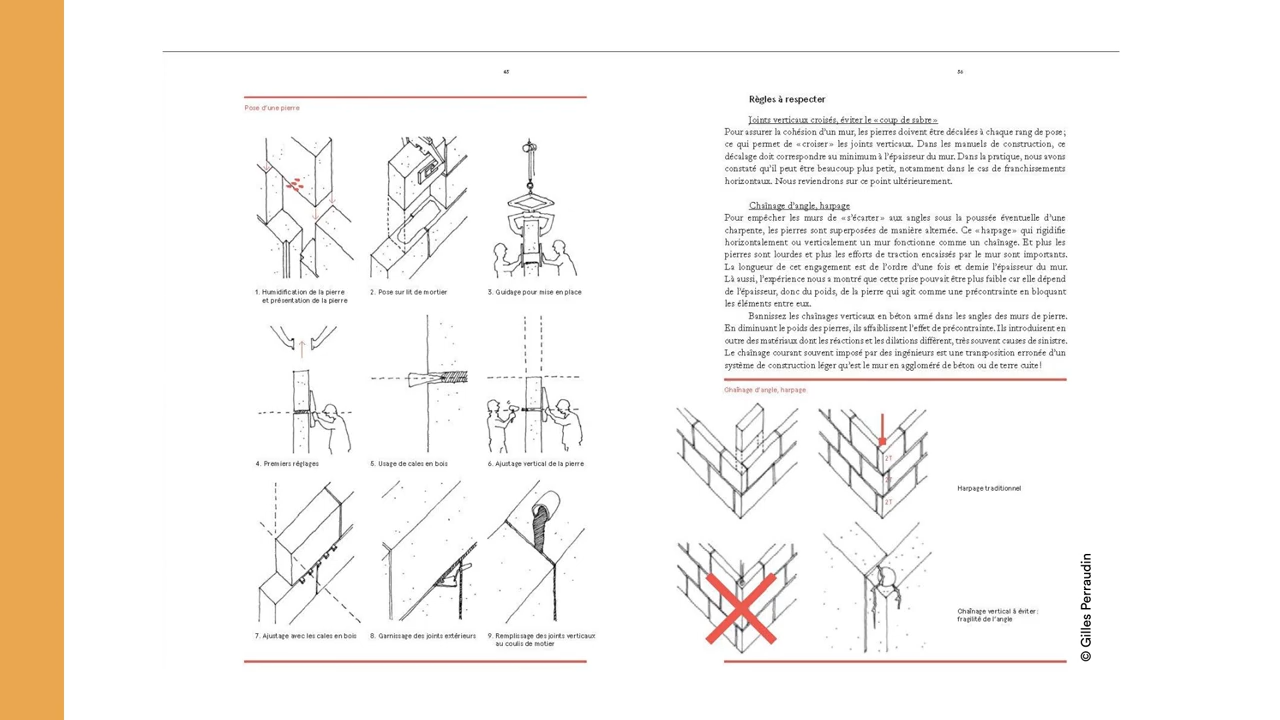 43
Pose d'une pierre
1. Humidification de la pierre
et présentation de la pierre
2. Pose sur lit de mortier
3. Guidage pour mise en place
4. Premiers réglages
5. Usage de cales en bois
6. Ajustage vertical de la pierre
7. Ajustage avec les cales en bois
8. Garnissage des joints extérieurs
9. Remplissage des joints verticaux
au coulis de motier
36
Règles à respecter
Joints verticaux croisés, éviter le « coup de sabre »
Pour assurer la cohésion d'un mur, les pierres doivent être décalées à chaque rang de pose ;
ce qui permet de « croiser » les joints verticaux. Dans les manuels de construction, ce
décalage doit correspondre au minimum à l'épaisseur du mur. Dans la pratique, nous avons
constaté qu'il peut être beaucoup plus petit, notamment dans le cas de franchissements
horizontaux. Nous reviendrons sur ce point ultérieurement.
Chaînage d'angle, harpage
Pour empêcher les murs de « s'écarter » aux angles sous la poussée éventuelle d'une
charpente, les pierres sont superposées de manière alternée. Ce « harpage » qui rigidifie
horizontalement ou verticalement un mur fonctionne comme un chaînage. Et plus les
pierres sont lourdes et plus les efforts de traction encaissés par le mur sont importants.
La longueur de cet engagement est de l'ordre d'une fois et demie l'épaisseur du mur.
Là aussi, l'expérience nous a montré que cette prise pouvait être plus faible car elle dépend
de l'épaisseur, donc du poids, de la pierre qui agit comme une précontrainte en bloquant
les éléments entre eux.
Bannissez les chaînages verticaux en béton armé dans les angles des murs de pierre.
En diminuant le poids des pierres, ils affaiblissent l'effet de précontrainte. Ils introduisent en
outre des matériaux dont les réactions et les dilations diffèrent, très souvent causes de sinistre.
Le chaînage courant souvent imposé par des ingénieurs est une transposition erronée d'un
système de construction léger qu'est le mur en aggloméré de béton ou de terre cuite !
Chaînage d'angle, harpage
2T
2T
2T
Harpage traditionnel
Chaînage vertical à éviter :
fragilité de l'angle
© Gilles Perraudin